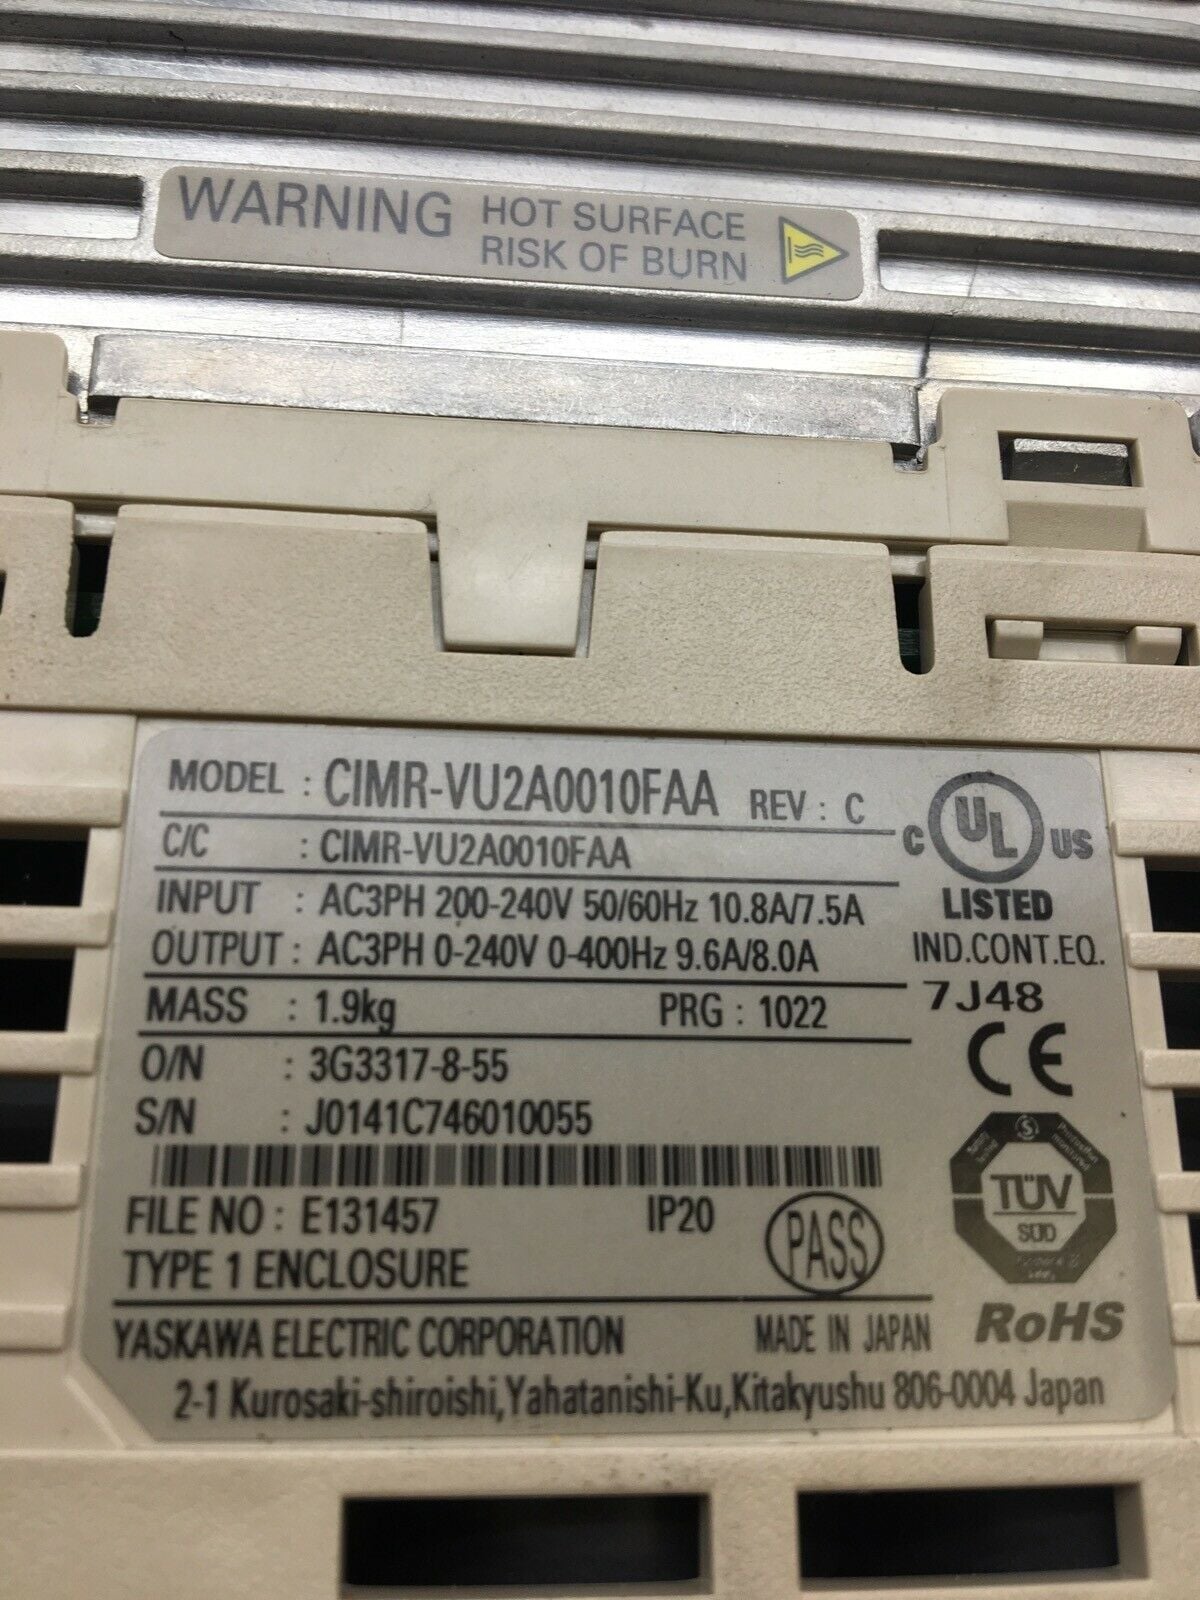 WARNING HOT SURFACE
RISK OF BURN
MODEL : CIMR-VU2A0010FAA REV : C
C/C : CIMR-VU2A0010FAA
INPUT : AC3PH 200-240V 50/60Hz 10.8A/7.5A
OUTPUT : AC3PH 0-240V 0-400Hz 9.6A/8.0A
MASS : 1.9kg PRG : 1022
O/N : 3G3317-8-55
S/N : J0141C746010055
FILE NO : E131457 IP20
TYPE 1 ENCLOSURE
PASS
YASKAWA ELECTRIC CORPORATION MADE IN JAPAN
2-1 Kurosaki-shiroishi,Yahatanishi-Ku,Kitakyushu 806-0004 Japan
C UL US
LISTED
IND.CONT.EQ.
7J48
CE
Production
monitored
TÜV
SÜD
RoHS